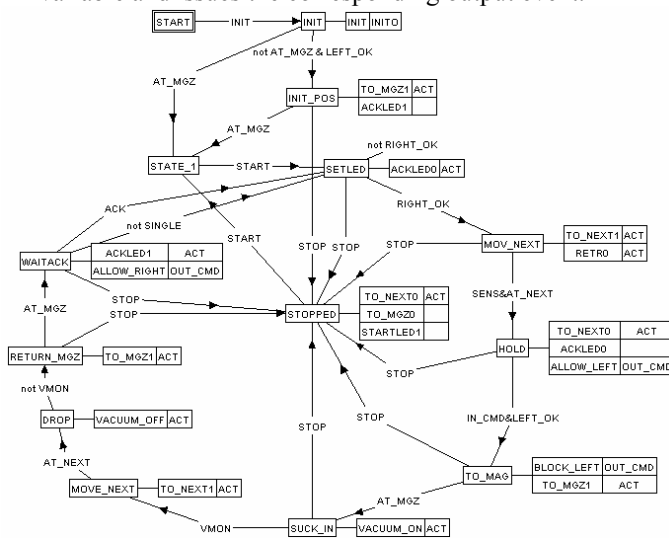 variable and issues the corresponding output event.
START
INIT
INIT
INIT INITO
not AT_MGZ & LEFT_OK
AT_MGZ
INIT_POS
TO_MGZ1 ACT
ACKLED1
AT_MGZ
not RIGHT_OK
STATE_1
START
SETLED
ACKLED0 ACT
ACK
RIGHT_OK
not SINGLE
START
STOP
STOP
STOP
MOV_NEXT
TO_NEXT1 ACT
RETR0 ACT
WAITACK
ACKLED1 ACT
ALLOW_RIGHT OUT_CMD
SENS&AT_NEXT
AT_MGZ
STOP
STOP
STOPPED
TO_NEXT0 ACT
TO_MGZ0
STARTLED1
HOLD
TO_NEXT0 ACT
ACKLED0
ALLOW_LEFT OUT_CMD
RETURN_MGZ
TO_MGZ1 ACT
STOP
not VMON
IN_CMD&LEFT_OK
DROP
VACUUM_OFF ACT
STOP
STOP
AT_NEXT
TO_MAG
BLOCK_LEFT OUT_CMD
TO_MGZ1 ACT
MOVE_NEXT
TO_NEXT1 ACT
AT_MGZ
VMON
SUCK_IN
VACUUM_ON ACT